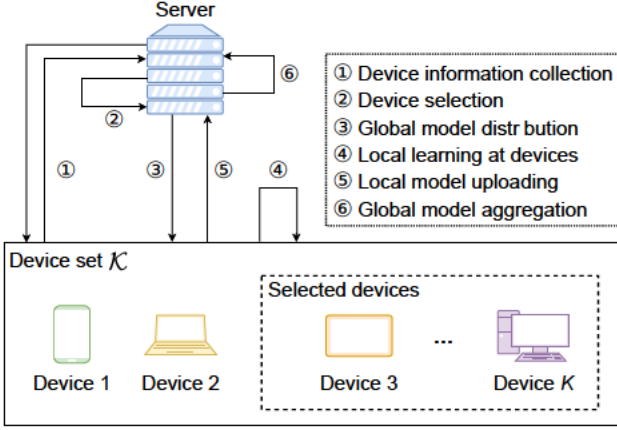 Server
① Device information collection
② Device selection
③ Global model distr bution
④ Local learning at devices
⑤ Local model uploading
⑥ Global model aggregation
⑥
②
①
③
⑤
④
Device set 𝒦
Selected devices
Device 1
Device 2
Device 3
...
Device K